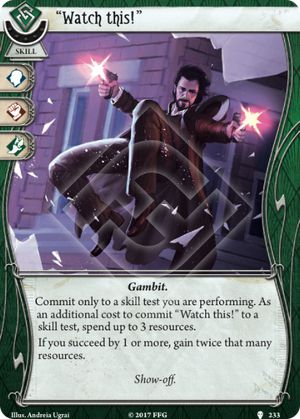 “Watch this!”
SKILL
Gambit.
Commit only to a skill test you are performing. As
an additional cost to commit “Watch this!” to a
skill test, spend up to 3 resources.
If you succeed by 1 or more, gain twice that many
resources.
Show-off.
Illus. Andreia Ugrai
© 2017 FFG
233